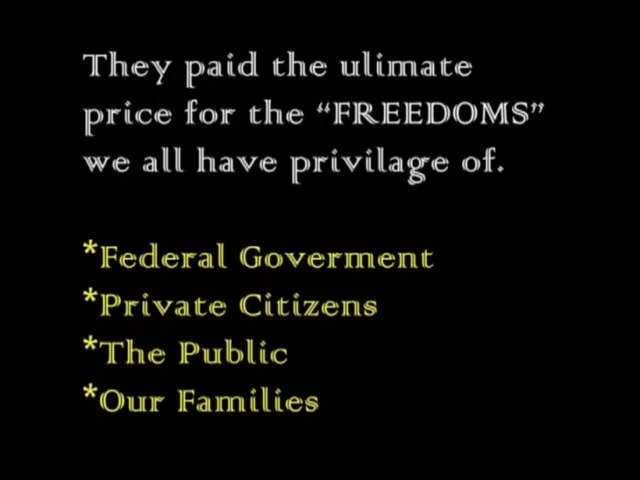 They paid the ulimate
price for the “FREEDOMS”
we all have privilage of.
*Federal Goverment
*Private Citizens
*The Public
*Our Families